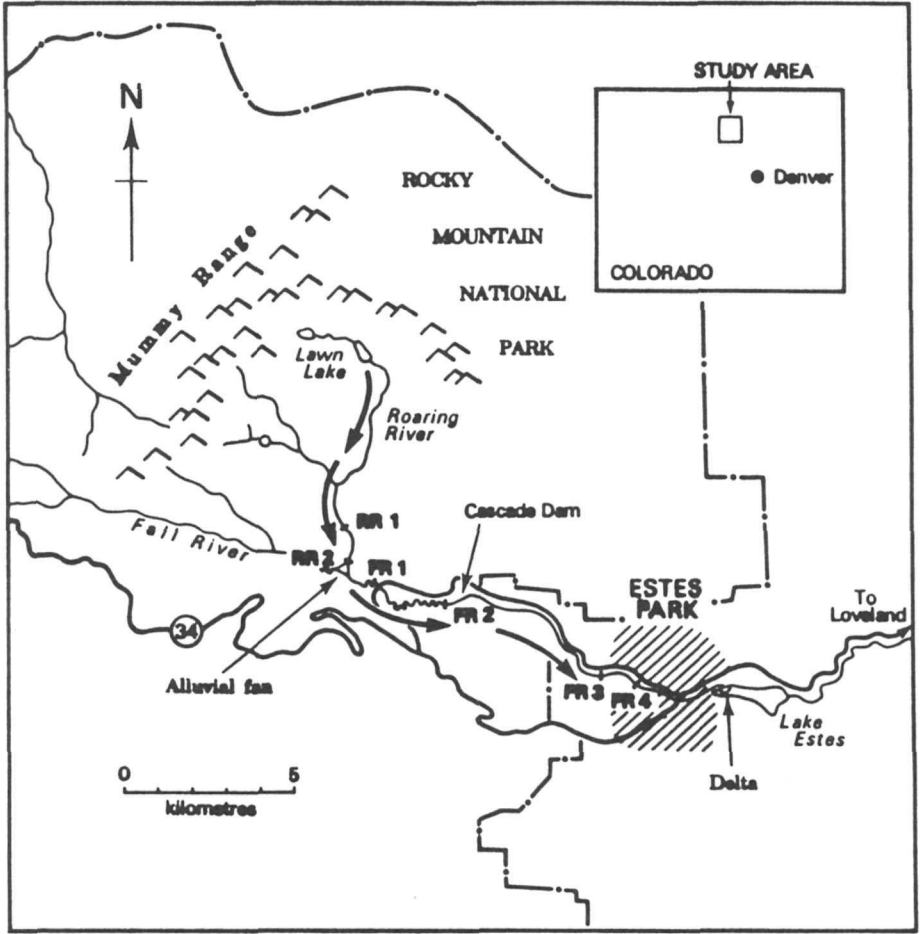 STUDY AREA
N
Denver
ROCKY
MOUNTAIN
COLORADO
Mummy Range
NATIONAL
PARK
Lawn
Lake
Roaring
River
Cascade Dam
RR 1
Fall River
RR 2
FR 1
ESTES
PARK
To
Loveland
FR 2
34
Alluvial fan
FR 3
FR 4
Lake
Estes
Delta
0 5
kilometres